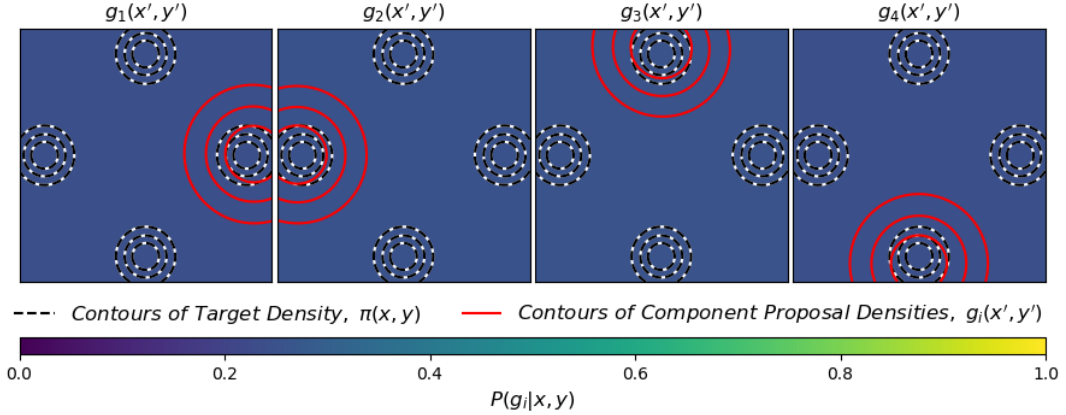 g₁(x′, y′) g₂(x′, y′) g₃(x′, y′) g₄(x′, y′)
Contours of Target Density, π(x, y) Contours of Component Proposal Densities, gᵢ(x′, y′)
0.0 0.2 0.4 0.6 0.8 1.0
P(gᵢ|x, y)